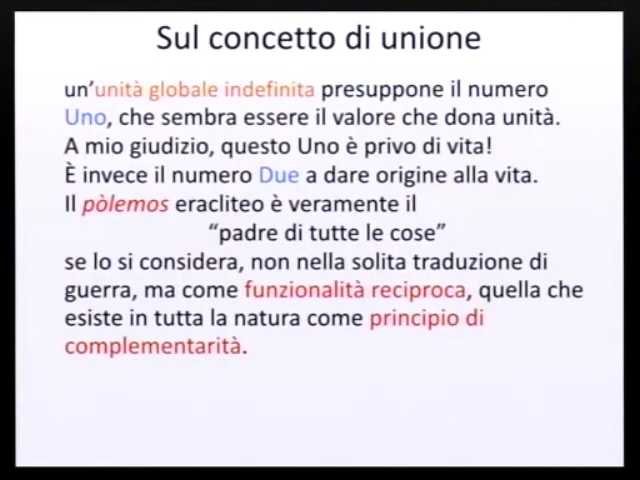 Sul concetto di unione
un'unità globale indefinita presuppone il numero
Uno, che sembra essere il valore che dona unità.
A mio giudizio, questo Uno è privo di vita!
È invece il numero Due a dare origine alla vita.
Il pòlemos eracliteo è veramente il
“padre di tutte le cose”
se lo si considera, non nella solita traduzione di
guerra, ma come funzionalità reciproca, quella che
esiste in tutta la natura come principio di
complementarità.